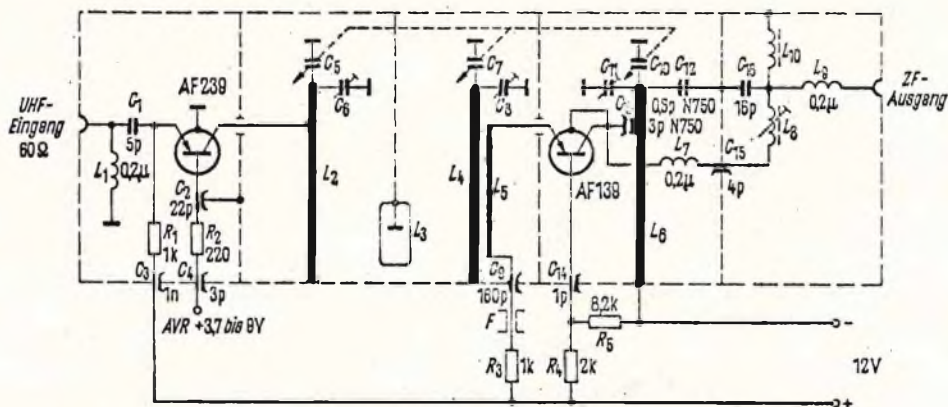 UHF-
Eingang
60Ω
C1
5p
L1
0,2µ
AF239
C2
22p
R1
1k
R2
220
C3
1n
C4
3p
AVR +3,7 bis 9V
C5
C6
L2
L3
C7
L4
L5
C9
160p
F
R3
1k
AF139
C14
1p
R4
2k
8,2k
R5
C11
C10
C12
0,5p N750
3p N750
L6
L7
0,2µ
C15
4p
C16
16p
L10
L8
L9
0,2µ
ZF-
Ausgang
-
12V
+